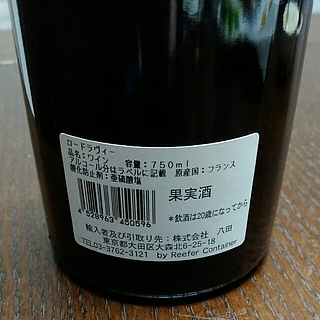 ロードラヴィー
品名：ワイン 容量：750ml
アルコール分はラベルに記載 原産国：フランス
酸化防止剤：亜硫酸塩
果実酒
4 528963 450596
*飲酒は20歳になってから
輸入者及び引取り先：株式会社 八田
東京都大田区大森北6-25-18
TEL03-3762-3121 by Reefer Container